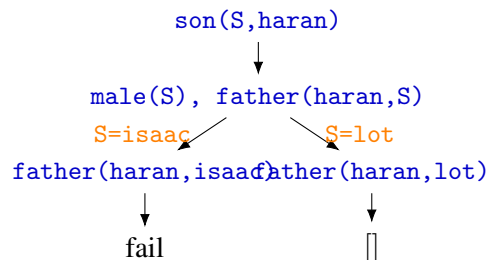 son(S,haran)
male(S), father(haran,S)
S=isaac S=lot
father(haran,isaac) father(haran,lot)
fail []